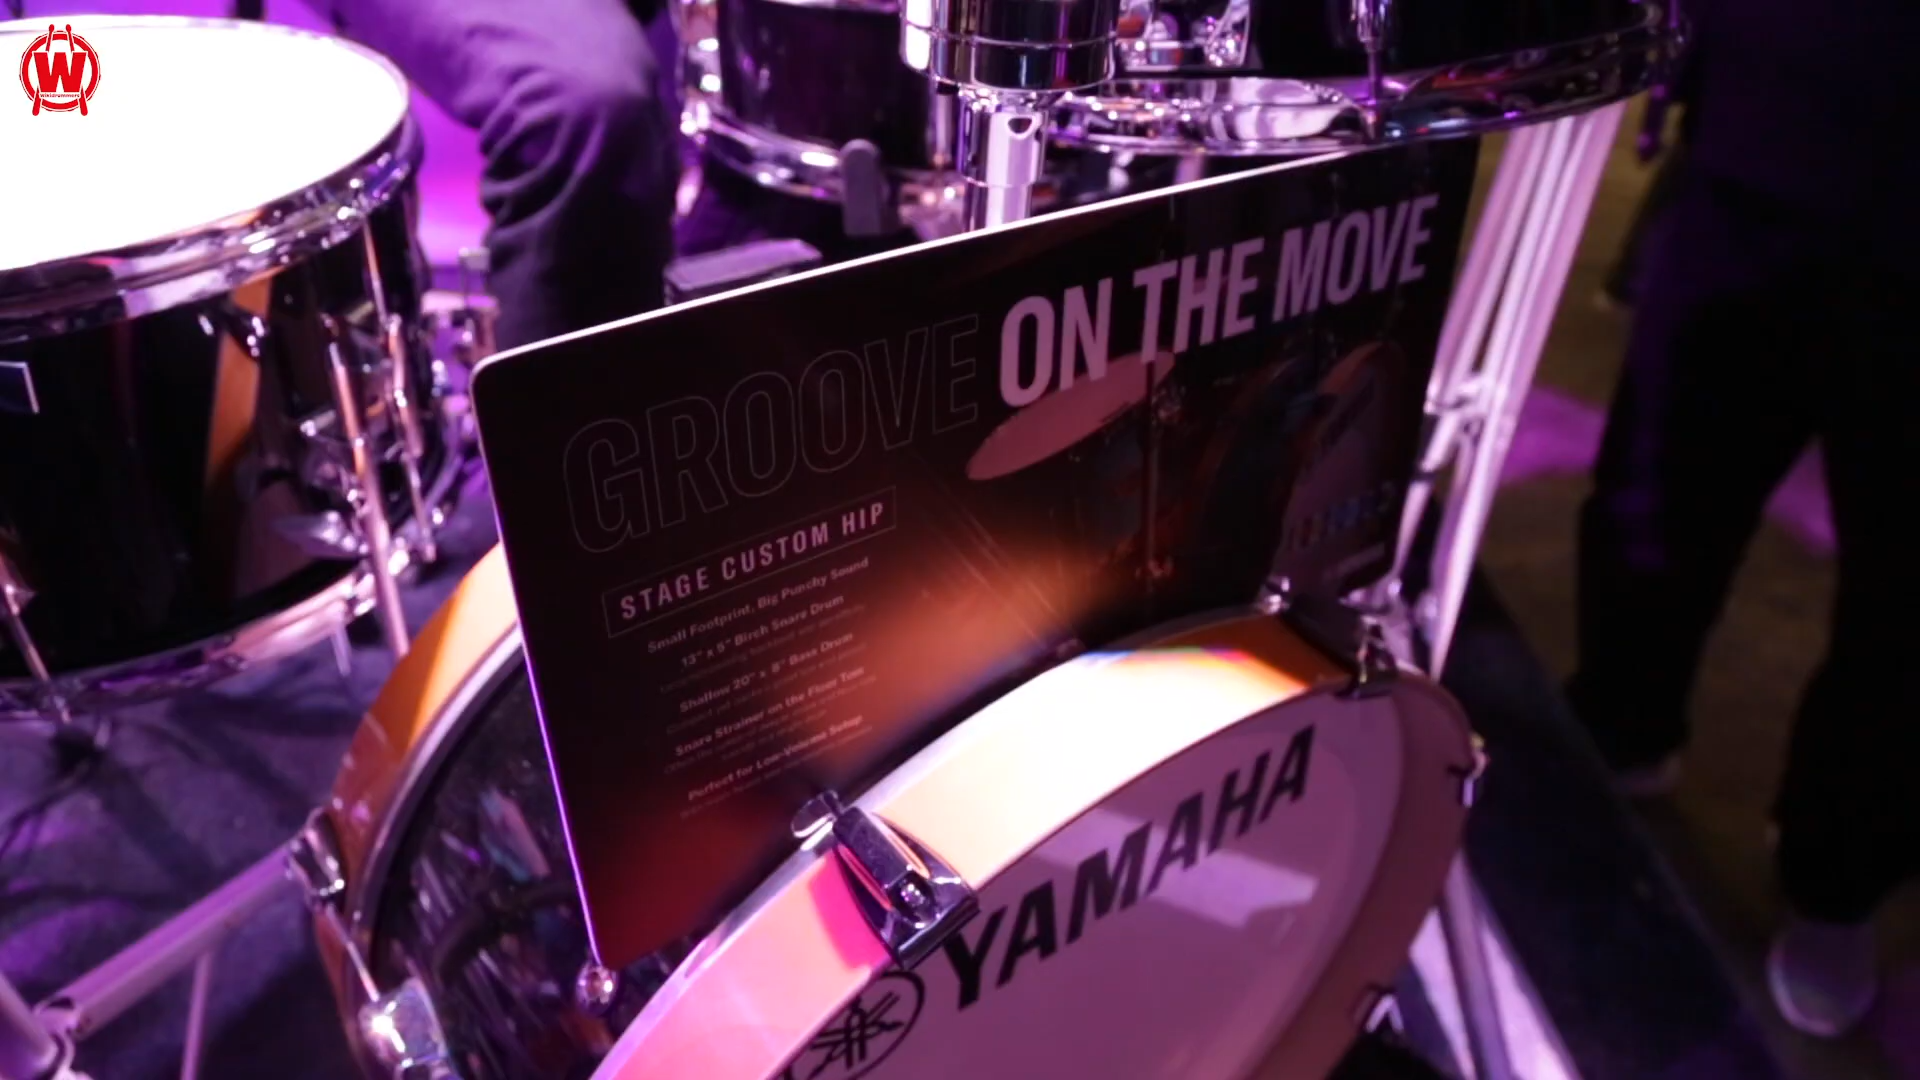 W
Wikidrummers
GROOVE ON THE MOVE
STAGE CUSTOM HIP
Small Footprint, Big Punchy Sound
13" x 5" Birch Snare Drum
Shallow 20" x 8" Bass Drum
Snare Strainer on the Floor Tom
Perfect for Low-Volume Setup
YAMAHA